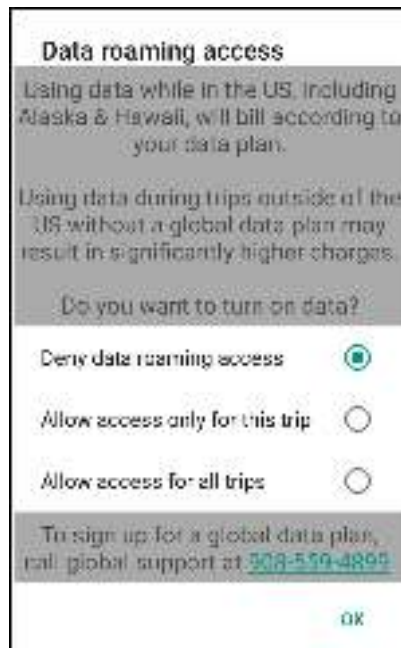 Data roaming access
Using data while in the US, including
Alaska & Hawaii, will bill according to
your data plan.
Using data during trips outside of the
US without a global data plan may
result in significantly higher charges.
Do you want to turn on data?
Deny data roaming access
Allow access only for this trip
Allow access for all trips
To sign up for a global data plan,
call global support at 908-559-4899
OK